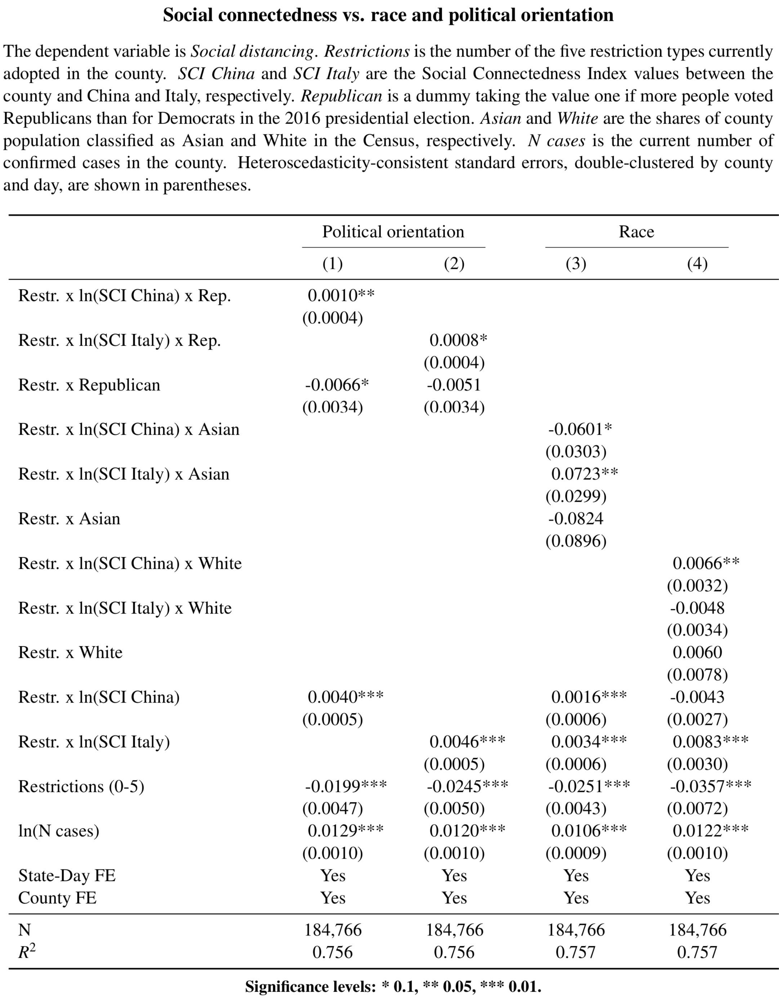 Social connectedness vs. race and political orientation
The dependent variable is Social distancing. Restrictions is the number of the five restriction types currently
adopted in the county. SCI China and SCI Italy are the Social Connectedness Index values between the
county and China and Italy, respectively. Republican is a dummy taking the value one if more people voted
Republicans than for Democrats in the 2016 presidential election. Asian and White are the shares of county
population classified as Asian and White in the Census, respectively. N cases is the current number of
confirmed cases in the county. Heteroscedasticity-consistent standard errors, double-clustered by county
and day, are shown in parentheses.
Political orientation Race
(1) (2) (3) (4)
Restr. x ln(SCI China) x Rep. 0.0010**
(0.0004)
Restr. x ln(SCI Italy) x Rep. 0.0008*
(0.0004)
Restr. x Republican -0.0066* -0.0051
(0.0034) (0.0034)
Restr. x ln(SCI China) x Asian -0.0601*
(0.0303)
Restr. x ln(SCI Italy) x Asian 0.0723**
(0.0299)
Restr. x Asian -0.0824
(0.0896)
Restr. x ln(SCI China) x White 0.0066**
(0.0032)
Restr. x ln(SCI Italy) x White -0.0048
(0.0034)
Restr. x White 0.0060
(0.0078)
Restr. x ln(SCI China) 0.0040*** 0.0016*** -0.0043
(0.0005) (0.0006) (0.0027)
Restr. x ln(SCI Italy) 0.0046*** 0.0034*** 0.0083***
(0.0005) (0.0006) (0.0030)
Restrictions (0-5) -0.0199*** -0.0245*** -0.0251*** -0.0357***
(0.0047) (0.0050) (0.0043) (0.0072)
ln(N cases) 0.0129*** 0.0120*** 0.0106*** 0.0122***
(0.0010) (0.0010) (0.0009) (0.0010)
State-Day FE Yes Yes Yes Yes
County FE Yes Yes Yes Yes
N 184,766 184,766 184,766 184,766
R² 0.756 0.756 0.757 0.757
Significance levels: * 0.1, ** 0.05, *** 0.01.